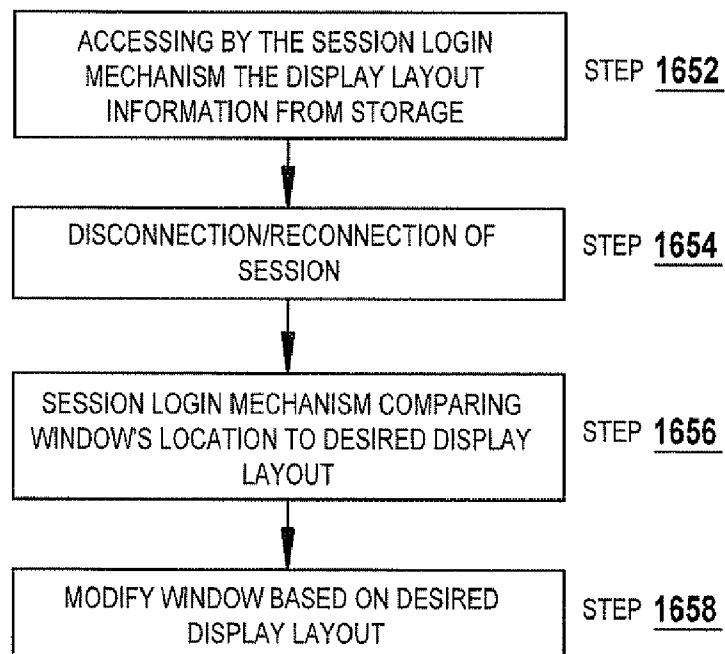 ACCESSING BY THE SESSION LOGIN
MECHANISM THE DISPLAY LAYOUT
INFORMATION FROM STORAGE
STEP 1652
DISCONNECTION/RECONNECTION OF
SESSION
STEP 1654
SESSION LOGIN MECHANISM COMPARING
WINDOW'S LOCATION TO DESIRED DISPLAY
LAYOUT
STEP 1656
MODIFY WINDOW BASED ON DESIRED
DISPLAY LAYOUT
STEP 1658